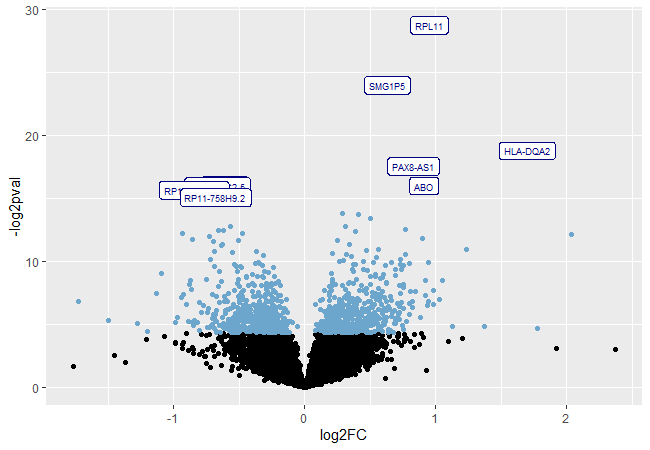 30
RPL11
SMG1P5
20
HLA-DQA2
PAX8-AS1
ABO
RP11-758H9.2
10
0
-log2pval
-1
0
1
2
log2FC